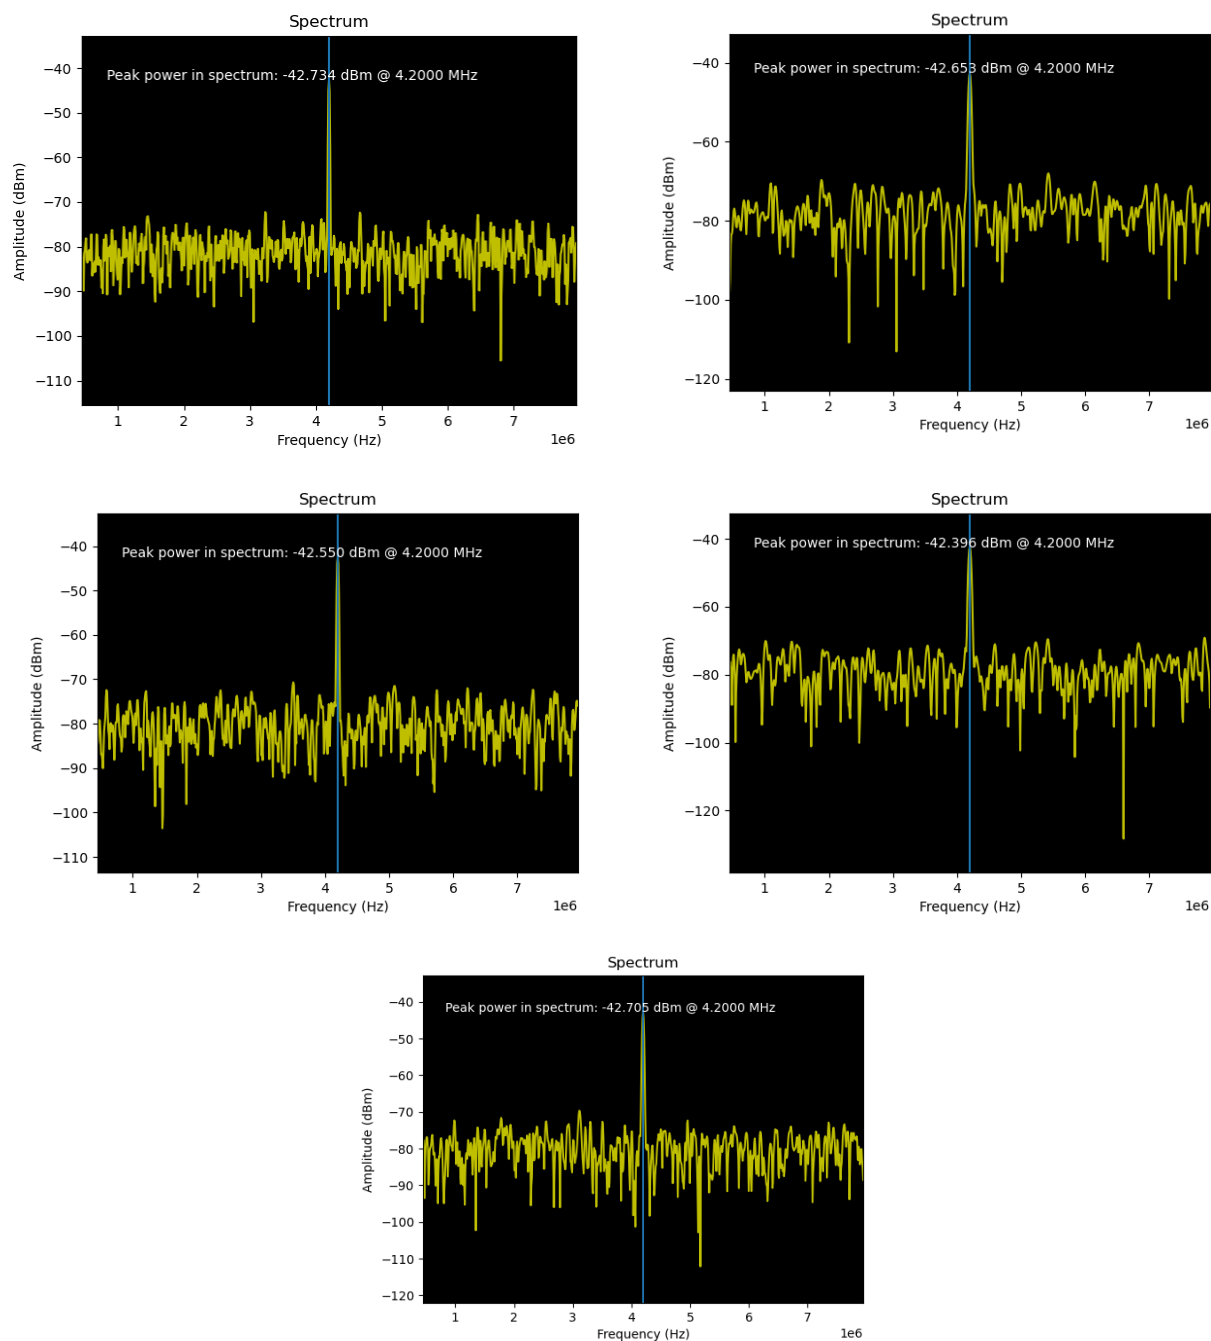 Spectrum
Peak power in spectrum: -42.734 dBm @ 4.2000 MHz
Amplitude (dBm)
−40
−50
−60
−70
−80
−90
−100
−110
1 2 3 4 5 6 7
1e6
Frequency (Hz)
Spectrum
Peak power in spectrum: -42.653 dBm @ 4.2000 MHz
Amplitude (dBm)
−40
−60
−80
−100
−120
1 2 3 4 5 6 7
1e6
Frequency (Hz)
Spectrum
Peak power in spectrum: -42.550 dBm @ 4.2000 MHz
Amplitude (dBm)
−40
−50
−60
−70
−80
−90
−100
−110
1 2 3 4 5 6 7
1e6
Frequency (Hz)
Spectrum
Peak power in spectrum: -42.396 dBm @ 4.2000 MHz
Amplitude (dBm)
−40
−60
−80
−100
−120
1 2 3 4 5 6 7
1e6
Frequency (Hz)
Spectrum
Peak power in spectrum: -42.705 dBm @ 4.2000 MHz
Amplitude (dBm)
−40
−50
−60
−70
−80
−90
−100
−110
−120
1 2 3 4 5 6 7
1e6
Frequency (Hz)